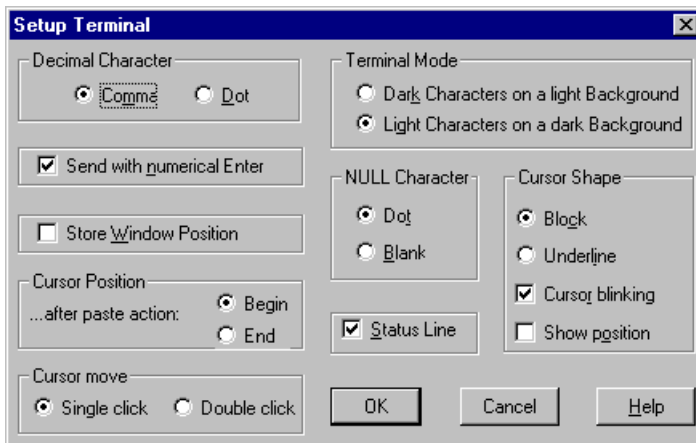 Setup Terminal
Decimal Character
Comma
Dot
Send with numerical Enter
Store Window Position
Cursor Position
...after paste action:
Begin
End
Cursor move
Single click
Double click
Terminal Mode
Dark Characters on a light Background
Light Characters on a dark Background
NULL Character
Dot
Blank
Status Line
Cursor Shape
Block
Underline
Cursor blinking
Show position
OK
Cancel
Help